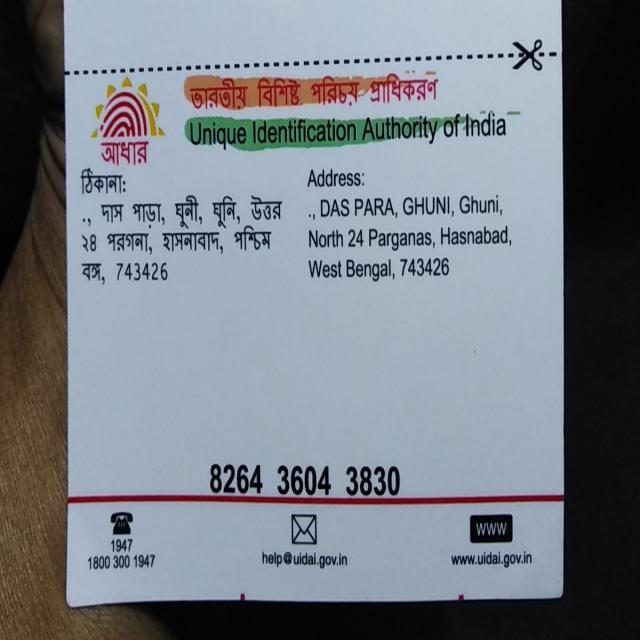 ভারতীয় বিশিষ্ট পরিচয় প্রাধিকরণ
Unique Identification Authority of India
আধার
ঠিকানা:
., দাস পাড়া, ঘুনী, ঘুনি, উত্তর
২৪ পরগনা, হাসনাবাদ, পশ্চিম
বঙ্গ, 743426
Address:
., DAS PARA, GHUNI, Ghuni,
North 24 Parganas, Hasnabad,
West Bengal, 743426
8264 3604 3830
1947
1800 300 1947
help@uidai.gov.in
WWW
www.uidai.gov.in